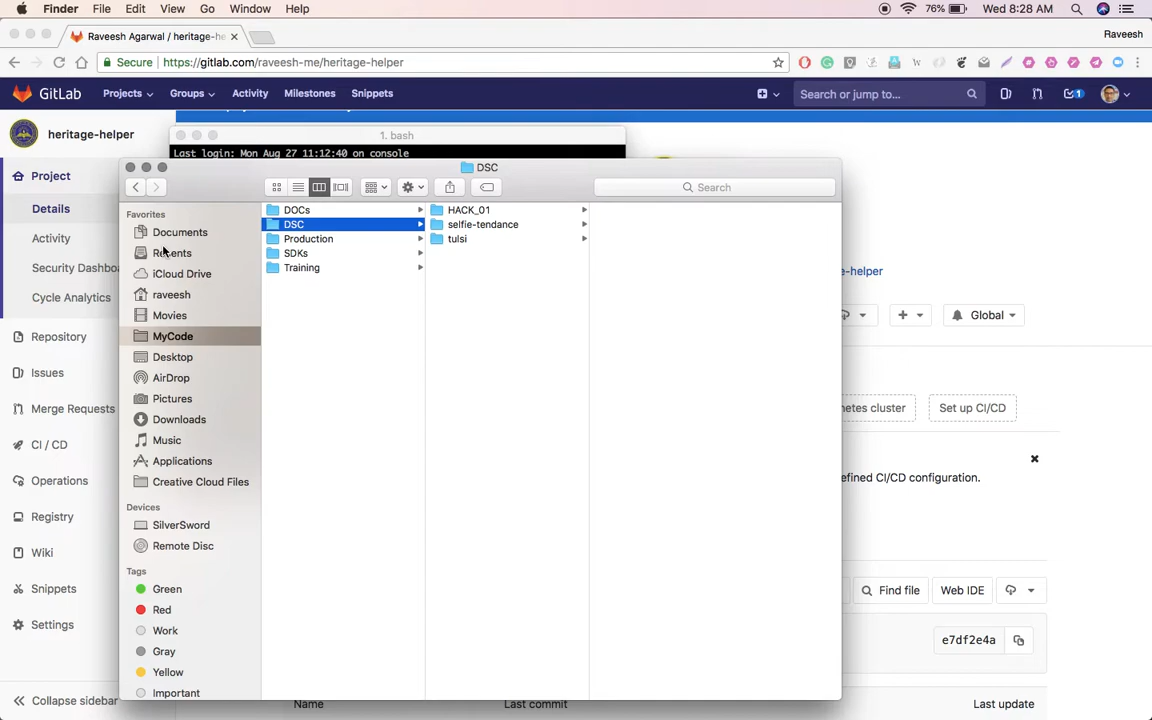 Finder File Edit View Go Window Help 76% Wed 8:28 AM
Raveesh Agarwal / heritage-he Raveesh
Secure https://gitlab.com/raveesh-me/heritage-helper
GitLab Projects Groups Activity Milestones Snippets Search or jump to... 1
heritage-helper
1. bash
Last login: Mon Aug 27 11:12:40 on console
DSC
Search
Project
Details
Activity
Security Dashbo
Cycle Analytics
Repository
Issues
Merge Requests
CI / CD
Operations
Registry
Wiki
Snippets
Settings
Collapse sidebar
Favorites
Documents
Recents
iCloud Drive
raveesh
Movies
MyCode
Desktop
AirDrop
Pictures
Downloads
Music
Applications
Creative Cloud Files
Devices
SilverSword
Remote Disc
Tags
Green
Red
Work
Gray
Yellow
Important
DOCs
DSC
Production
SDKs
Training
HACK_01
selfie-tendance
tulsi
e-helper
Global
netes cluster
Set up CI/CD
efined CI/CD configuration.
Find file
Web IDE
e7df2e4a
Name Last commit Last update